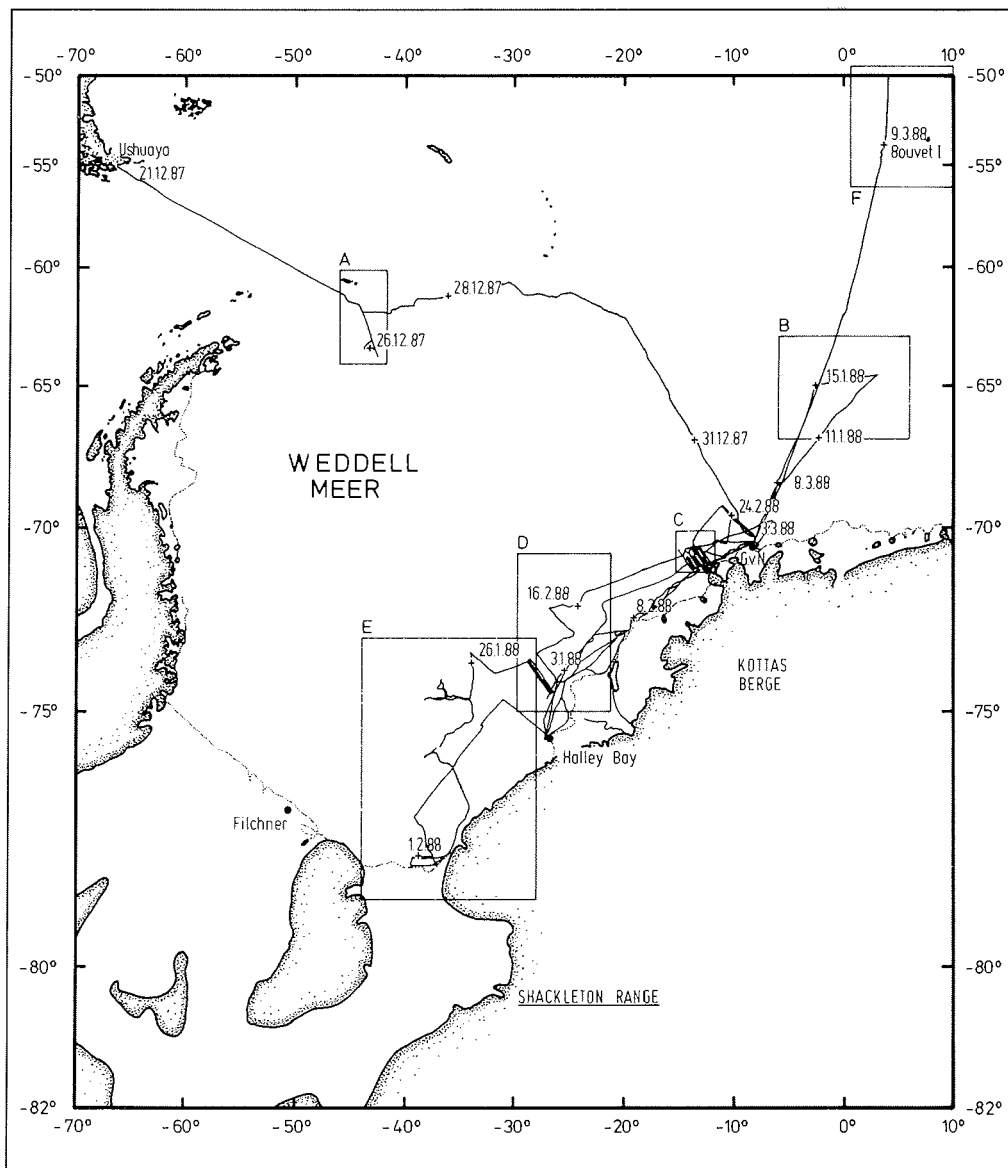 -70° -60° -50° -40° -30° -20° -10° 0° 10°
-50° -50°
9.3.88
Bouvet I
Ushuaya
21.12.87
-55° -55°
F
A
-60° -60°
28.12.87
B
26.12.87
15.1.88
-65° -65°
31.12.87
11.1.88
WEDDELL
MEER
8.3.88
24.2.88
C
3.3.88
-70° -70°
GvN
D
16.2.88
8.2.88
E
26.1.88
3.1.88
KOTTAS
BERGE
-75° -75°
Halley Bay
Filchner
1.2.88
-80° -80°
SHACKLETON RANGE
-82° -82°
-70° -60° -50° -40° -30° -20° -10° 0° 10°